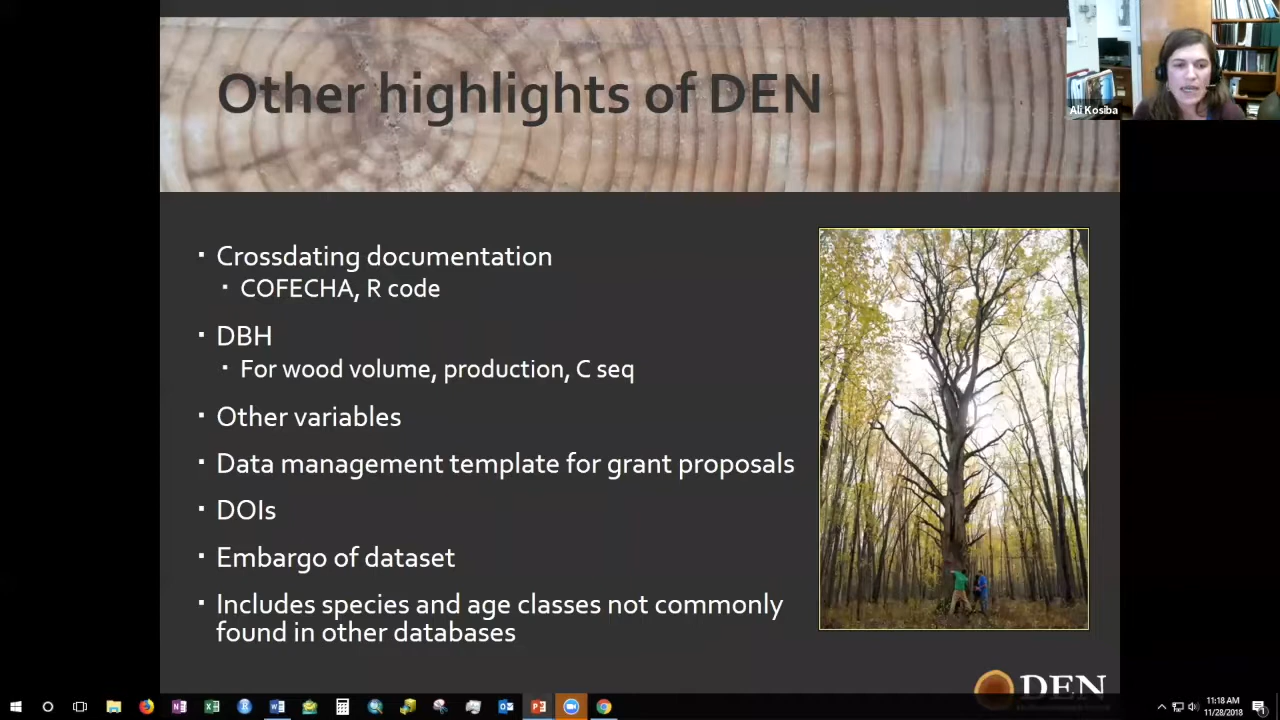 Other highlights of DEN
Ali Kosiba
Crossdating documentation
COFECHA, R code
DBH
For wood volume, production, C seq
Other variables
Data management template for grant proposals
DOIs
Embargo of dataset
Includes species and age classes not commonly
found in other databases
DEN
11:18 AM
11/28/2018